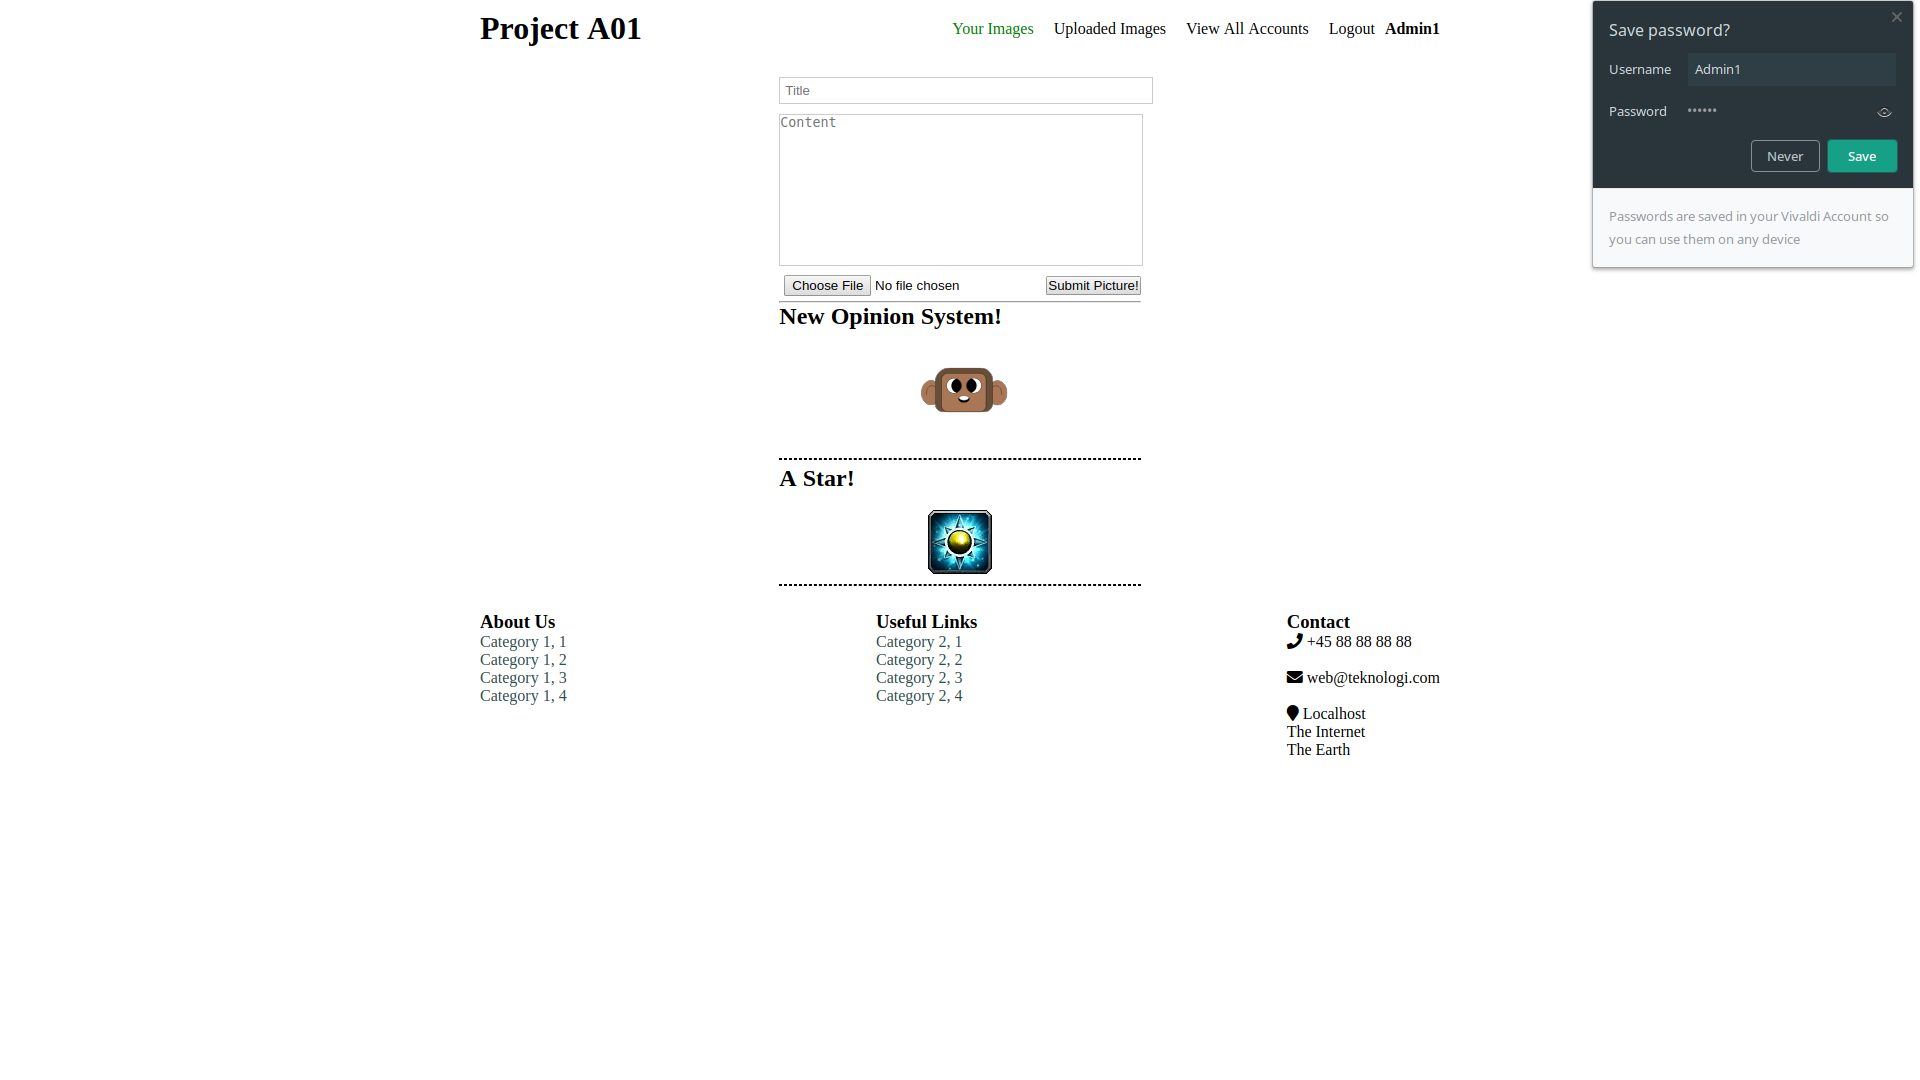 Project A01
Your Images Uploaded Images View All Accounts Logout Admin1
Title
Content
Choose File No file chosen Submit Picture!
New Opinion System!
A Star!
About Us
Category 1, 1
Category 1, 2
Category 1, 3
Category 1, 4
Useful Links
Category 2, 1
Category 2, 2
Category 2, 3
Category 2, 4
Contact
+45 88 88 88 88
web@teknologi.com
Localhost
The Internet
The Earth
Save password?
Username Admin1
Password ••••••
Never Save
Passwords are saved in your Vivaldi Account so
you can use them on any device